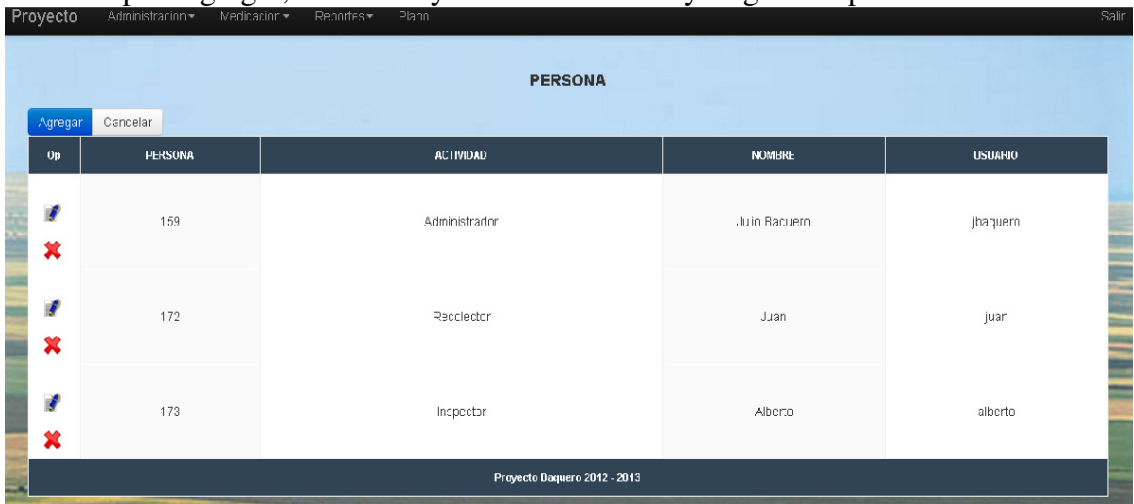 Proyecto Administracion Medicacion Reportes Plano Salir
PERSONA
Agregar Cancelar
Op PERSONA ACTIVIDAD NOMBRE USUARIO
159 Administrador Julio Baquero jbaquero
172 Recolector Juan juan
173 Inspector Alberto alberto
Proyecto Baquero 2012 - 2013